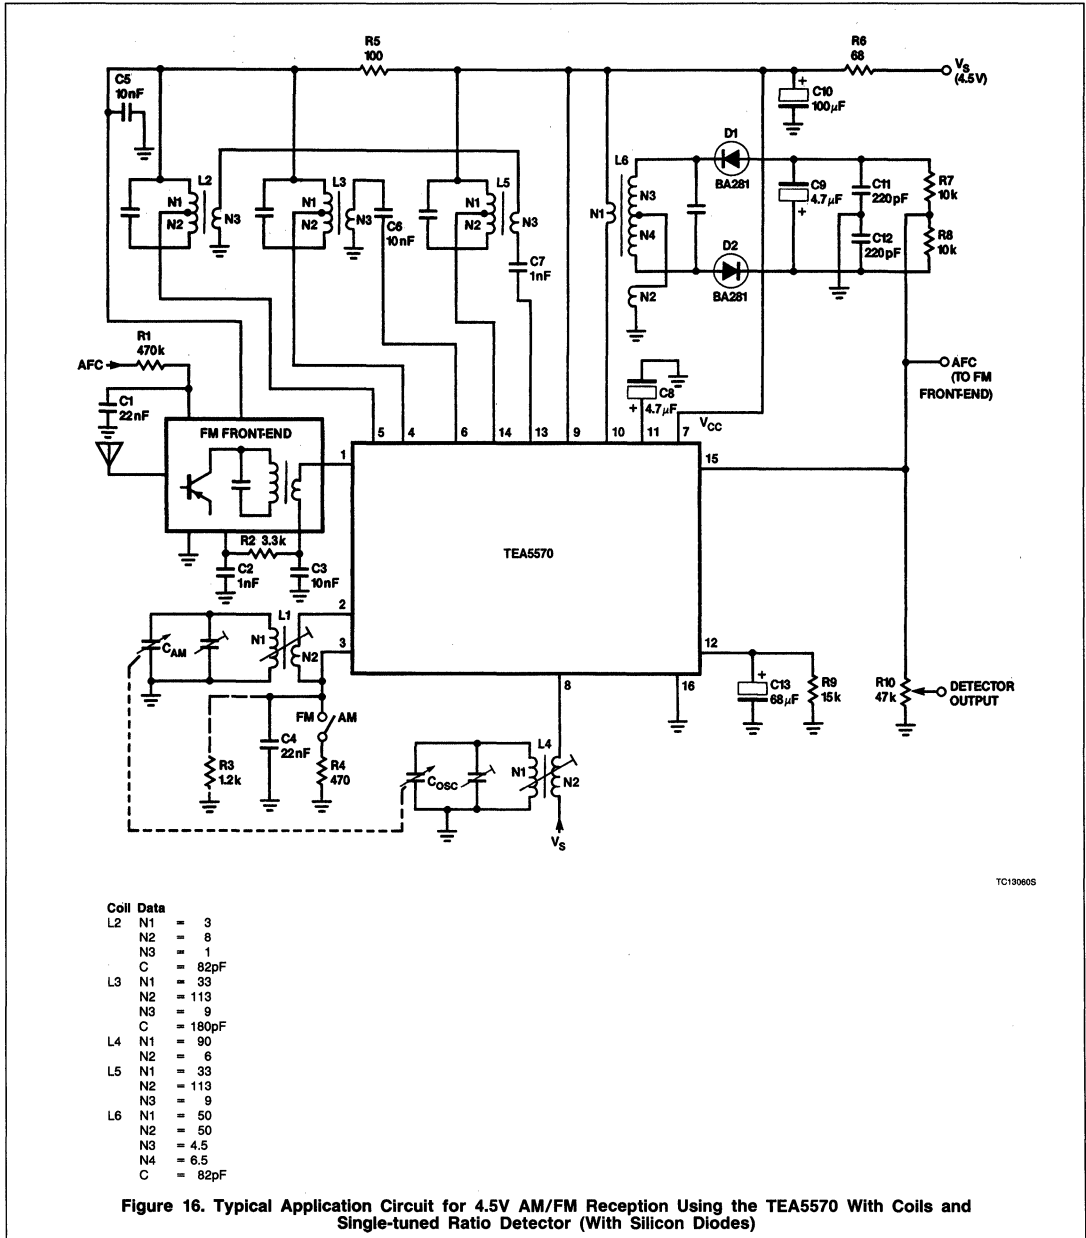 R5
100
R6
68
VS
(4.5V)
C5
10nF
C10
100μF
D1
BA281
L2
N1
N2
N3
L3
N1
N2
N3
C6
10nF
L5
N1
N2
N3
C7
1nF
L6
N1
N3
N4
N2
C9
4.7μF
C11
220pF
C12
220pF
R7
10k
R8
10k
D2
BA281
R1
470k
AFC
C1
22nF
C8
4.7μF
VCC
AFC
(TO FM
FRONT-END)
FM FRONT-END
5 4 6 14 13 9 10 11 7
1
15
TEA5570
R2 3.3k
C2
1nF
C3
10nF
2
3
12
8
16
CAM
L1
N1
N2
FM AM
C4
22nF
R3
1.2k
R4
470
COSC
L4
N1
N2
VS
C13
68μF
R9
15k
R10
47k
DETECTOR
OUTPUT
TC13060S
Coil Data
L2 N1 = 3
N2 = 8
N3 = 1
C = 82pF
L3 N1 = 33
N2 = 113
N3 = 9
C = 180pF
L4 N1 = 90
N2 = 6
L5 N1 = 33
N2 = 113
N3 = 9
L6 N1 = 50
N2 = 50
N3 = 4.5
N4 = 6.5
C = 82pF
Figure 16. Typical Application Circuit for 4.5V AM/FM Reception Using the TEA5570 With Coils and
Single-tuned Ratio Detector (With Silicon Diodes)